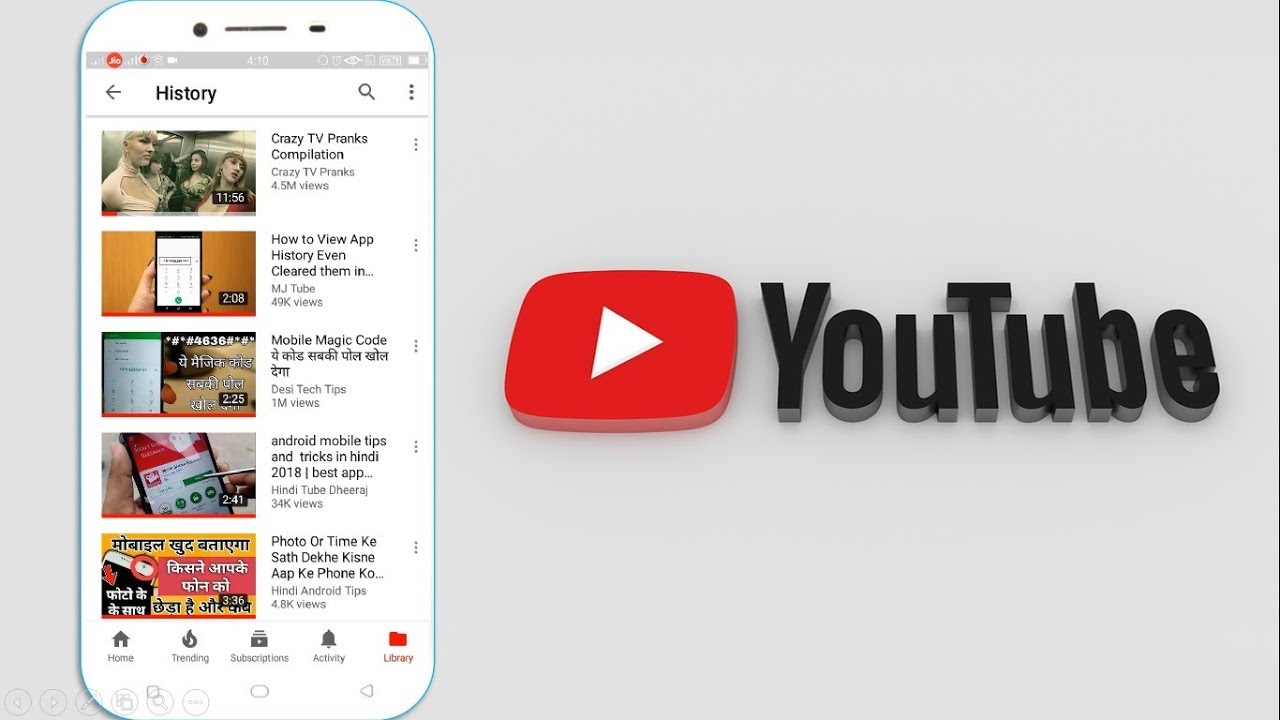 Jio
4:10
VOLTE
History
Crazy TV Pranks
Compilation
Crazy TV Pranks
4.5M views
11:56
How to View App
History Even
Cleared them in…
MJ Tube
49K views
2:08
*#*#4636#*#*
ये मैजिक कोड
सबकी पोल
खोल देगा
2:25
Mobile Magic Code
ये कोड सबकी पोल खोल
देगा
Desi Tech Tips
1M views
2:41
android mobile tips
and tricks in hindi
2018 | best app…
Hindi Tube Dheeraj
34K views
मोबाइल खुद बताएगा
किसने आपके
फोन को
फोटो के
के साथ
छेड़ा है और कब
3:36
Photo Or Time Ke
Sath Dekhe Kisne
Aap Ke Phone Ko…
Hindi Android Tips
4.8K views
Home
Trending
Subscriptions
Activity
Library
YouTube